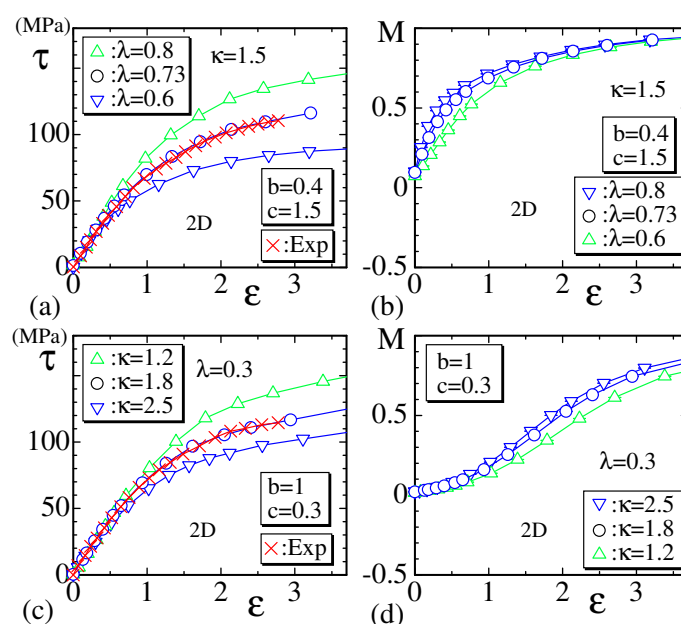 (MPa)
τ
100
50
0
0
1
2
3
ε
:λ=0.8
:λ=0.73
:λ=0.6
κ=1.5
b=0.4
c=1.5
2D
:Exp
(a)
M
0.5
0
-0.5
0
1
2
3
ε
κ=1.5
b=0.4
c=1.5
:λ=0.8
:λ=0.73
:λ=0.6
2D
(b)
(MPa)
τ
100
50
0
0
1
2
3
ε
:κ=1.2
:κ=1.8
:κ=2.5
λ=0.3
b=1
c=0.3
2D
:Exp
(c)
M
0.5
0
-0.5
0
1
2
3
ε
b=1
c=0.3
λ=0.3
:κ=2.5
:κ=1.8
:κ=1.2
2D
(d)